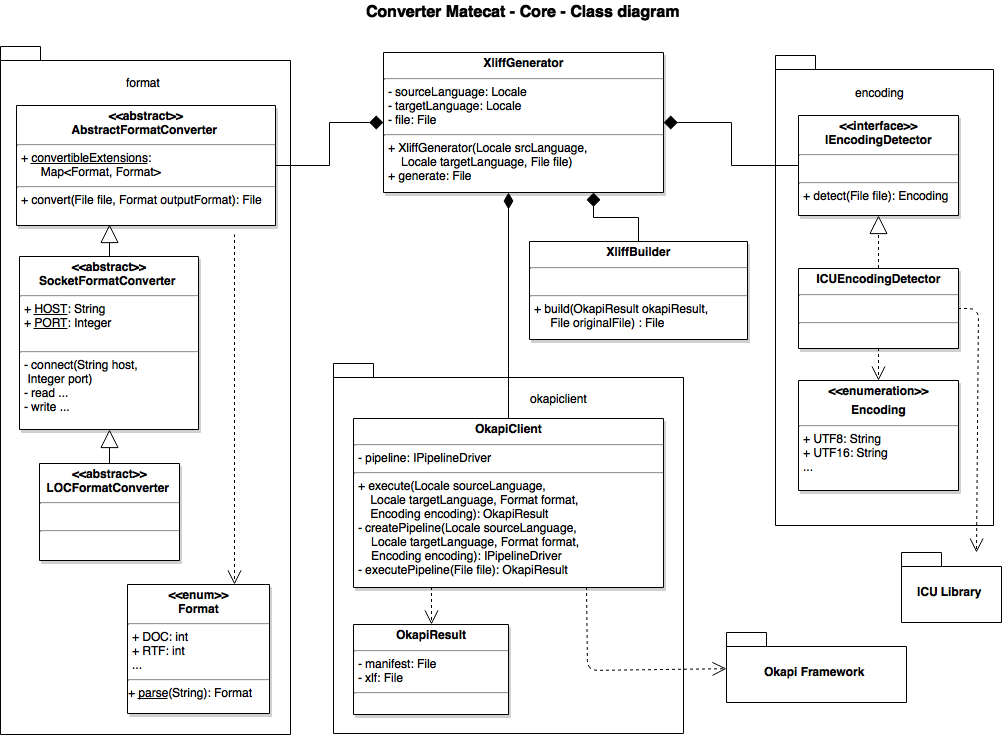 Converter Matecat - Core - Class diagram
format
<<abstract>>
AbstractFormatConverter
+ convertibleExtensions:
Map<Format, Format>
+ convert(File file, Format outputFormat): File
<<abstract>>
SocketFormatConverter
+ HOST: String
+ PORT: Integer
- connect(String host,
Integer port)
- read ...
- write ...
<<abstract>>
LOCFormatConverter
<<enum>>
Format
+ DOC: int
+ RTF: int
...
+ parse(String): Format
XliffGenerator
- sourceLanguage: Locale
- targetLanguage: Locale
- file: File
+ XliffGenerator(Locale srcLanguage,
Locale targetLanguage, File file)
+ generate: File
XliffBuilder
+ build(OkapiResult okapiResult,
File originalFile) : File
okapiclient
OkapiClient
- pipeline: IPipelineDriver
+ execute(Locale sourceLanguage,
Locale targetLanguage, Format format,
Encoding encoding): OkapiResult
- createPipeline(Locale sourceLanguage,
Locale targetLanguage, Format format,
Encoding encoding): IPipelineDriver
- executePipeline(File file): OkapiResult
OkapiResult
- manifest: File
- xlf: File
encoding
<<interface>>
IEncodingDetector
+ detect(File file): Encoding
ICUEncodingDetector
<<enumeration>>
Encoding
+ UTF8: String
+ UTF16: String
...
ICU Library
Okapi Framework